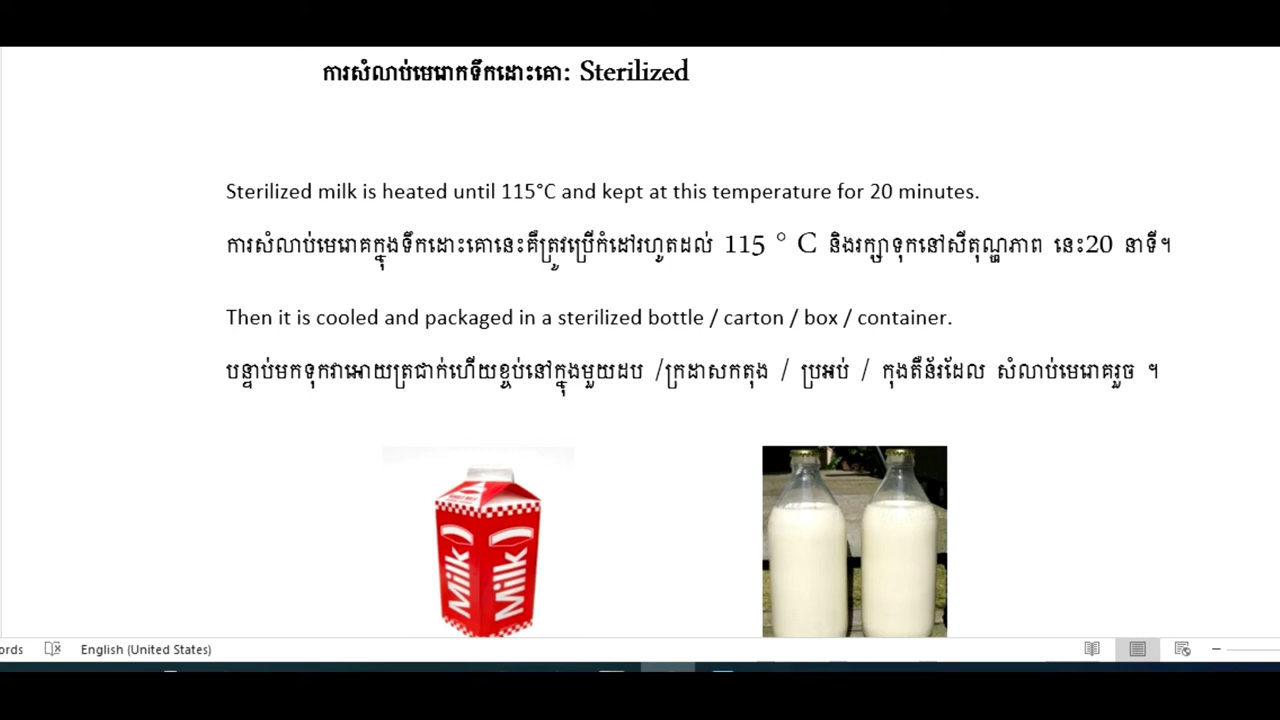 ការសំលាប់មេរោកទឹកដោះគោ: Sterilized
Sterilized milk is heated until 115°C and kept at this temperature for 20 minutes.
ការសំលាប់មេរោគក្នុងទឹកដោះគោនេះគឺត្រូវប្រើកំដៅរហូតដល់ 115 ° C និងរក្សាទុកនៅសីតុណ្ហភាព នេះ20 នាទី។
Then it is cooled and packaged in a sterilized bottle / carton / box / container.
បន្ទាប់មកទុកវាអោយត្រជាក់ហើយខ្ចប់នៅក្នុងមួយដប /ក្រដាសកតុង / ប្រអប់ / កុងតឺន័រដែល សំលាប់មេរោគរួច ។
Milk Milk
ords English (United States)